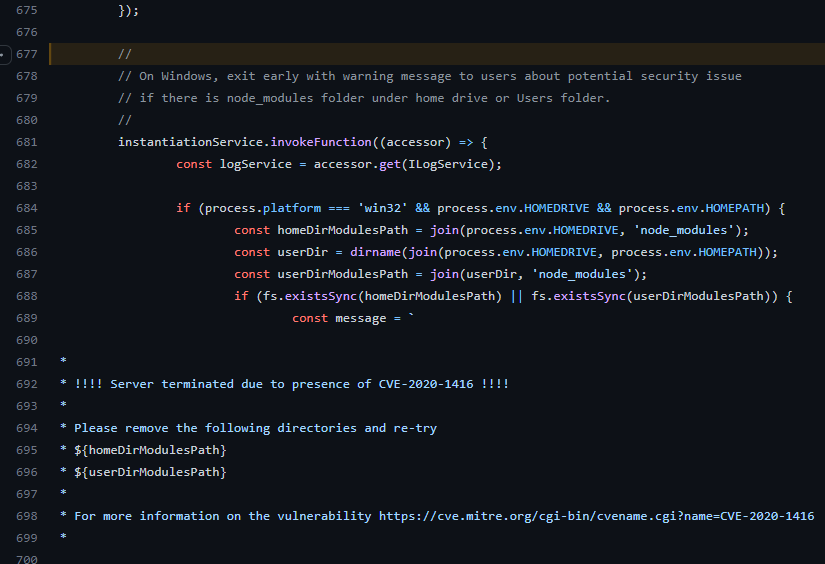 675 });
676
677 //
678 // On Windows, exit early with warning message to users about potential security issue
679 // if there is node_modules folder under home drive or Users folder.
680 //
681 instantiationService.invokeFunction((accessor) => {
682 const logService = accessor.get(ILogService);
683
684 if (process.platform === 'win32' && process.env.HOMEDRIVE && process.env.HOMEPATH) {
685 const homeDirModulesPath = join(process.env.HOMEDRIVE, 'node_modules');
686 const userDir = dirname(join(process.env.HOMEDRIVE, process.env.HOMEPATH));
687 const userDirModulesPath = join(userDir, 'node_modules');
688 if (fs.existsSync(homeDirModulesPath) || fs.existsSync(userDirModulesPath)) {
689 const message = `
690
691 *
692 * !!!! Server terminated due to presence of CVE-2020-1416 !!!!
693 *
694 * Please remove the following directories and re-try
695 * ${homeDirModulesPath}
696 * ${userDirModulesPath}
697 *
698 * For more information on the vulnerability https://cve.mitre.org/cgi-bin/cvename.cgi?name=CVE-2020-1416
699 *
700